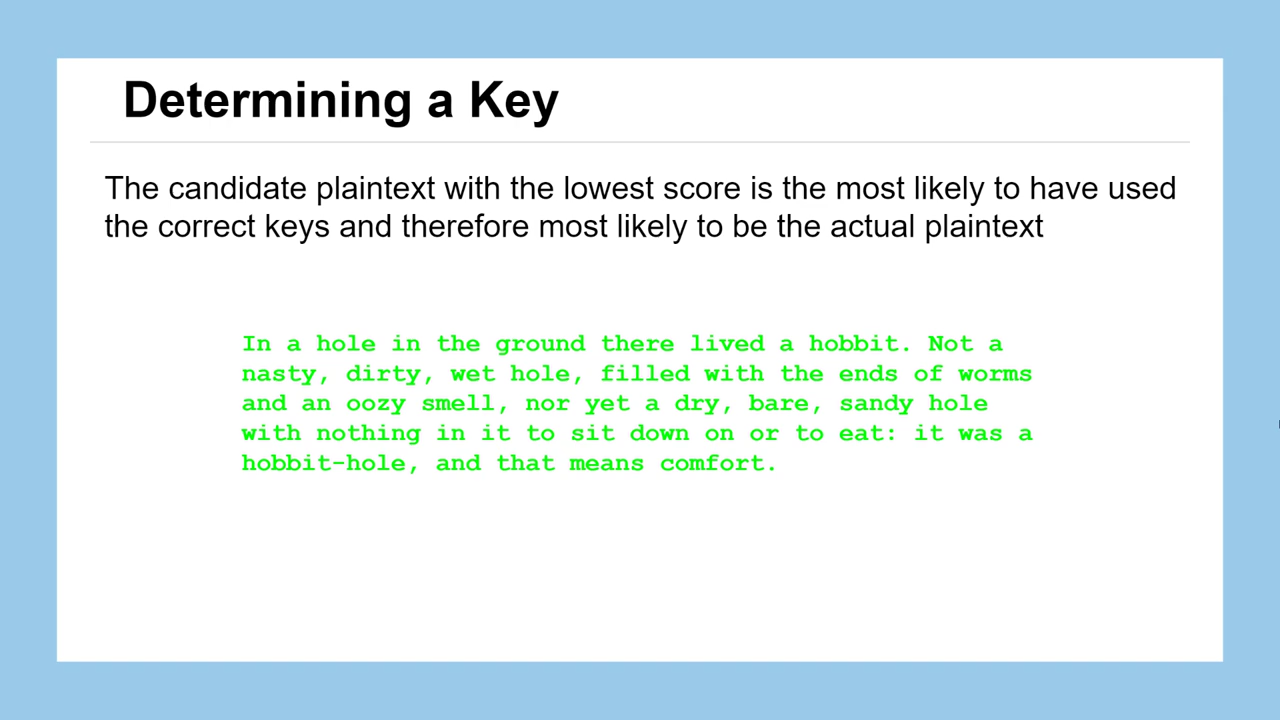 Determining a Key
The candidate plaintext with the lowest score is the most likely to have used
the correct keys and therefore most likely to be the actual plaintext
In a hole in the ground there lived a hobbit. Not a
nasty, dirty, wet hole, filled with the ends of worms
and an oozy smell, nor yet a dry, bare, sandy hole
with nothing in it to sit down on or to eat: it was a
hobbit-hole, and that means comfort.